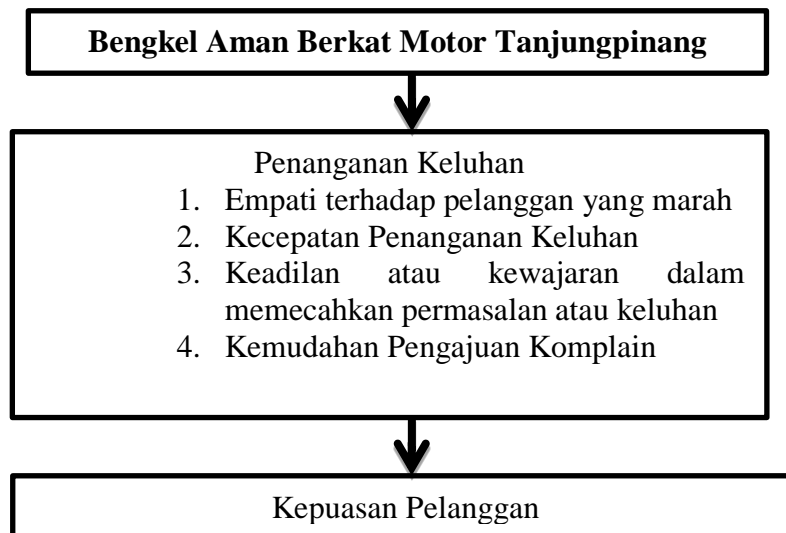 Bengkel Aman Berkat Motor Tanjungpinang
Penanganan Keluhan
1. Empati terhadap pelanggan yang marah
2. Kecepatan Penanganan Keluhan
3. Keadilan atau kewajaran dalam
memecahkan permasalan atau keluhan
4. Kemudahan Pengajuan Komplain
Kepuasan Pelanggan